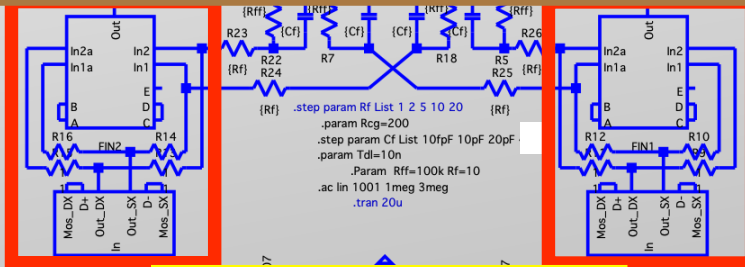 {Rff}
{Rff}
{Rff}
{Rff}
Out
Out
{Cf}
{Cf}
{Cf}
{Cf}
R23
R26
In2a
In2
In2a
In2
R22
R7
R18
R5
In1a
In1
{Rf}
{Rf}
In1a
In1
R24
R25
E
E
B
D
{Rf}
{Rf}
B
D
A
C
A
C
.step param Rf List 1 2 5 10 20
.param Rcg=200
R16
R14
.step param Cf List 10fpF 10pF 20pF
R12
R10
FIN2
FIN1
.param Tdl=10n
.Param Rff=100k Rf=10
.ac lin 1001 1meg 3meg
.tran 20u
Mos_DX
D+
Out_DX
Out_SX
D-
Mos_SX
Mos_DX
D+
Out_DX
Out_SX
D-
Mos_SX
In
In